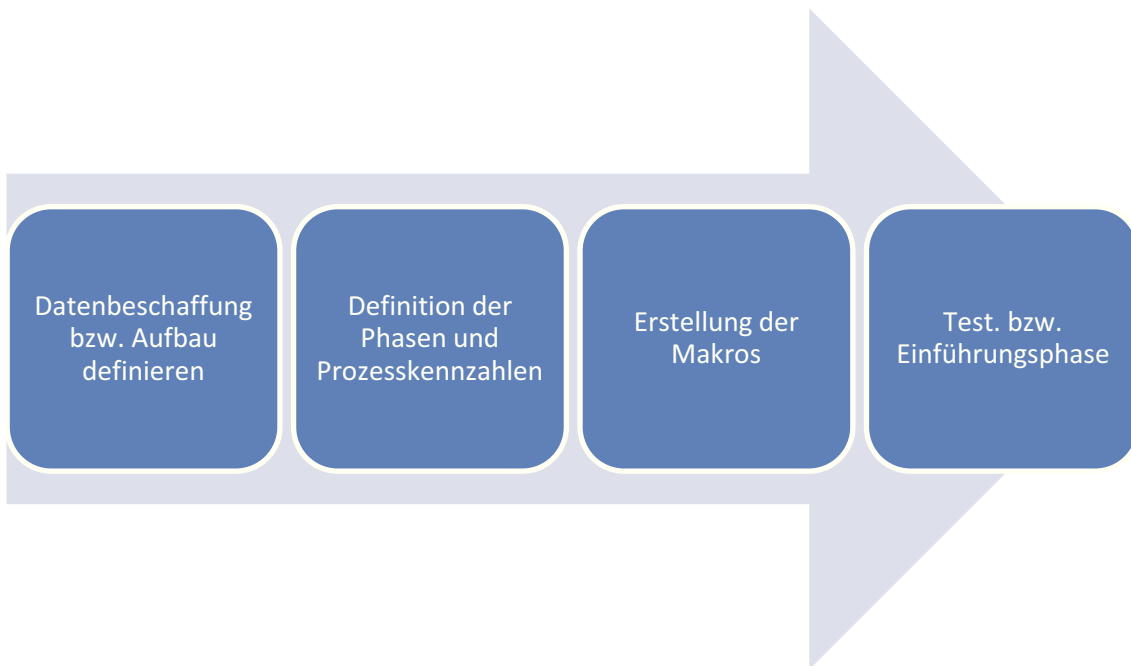 Datenbeschaffung
bzw. Aufbau
definieren
Definition der
Phasen und
Prozesskennzahlen
Erstellung der
Makros
Test. bzw.
Einführungsphase